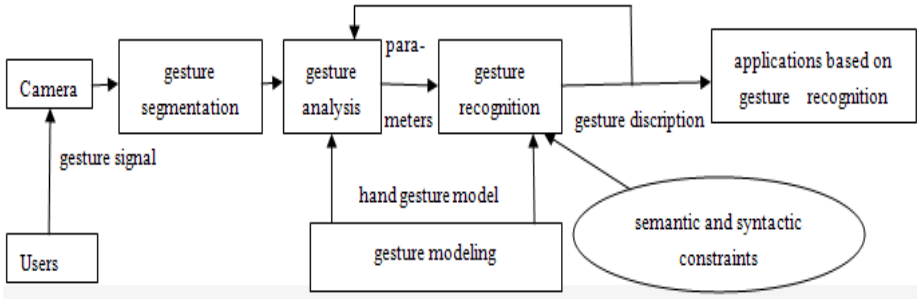 Camera
gesture
segmentation
gesture
analysis
para-
meters
gesture
recognition
gesture discription
applications based on
gesture recognition
gesture signal
Users
hand gesture model
gesture modeling
semantic and syntactic
constraints